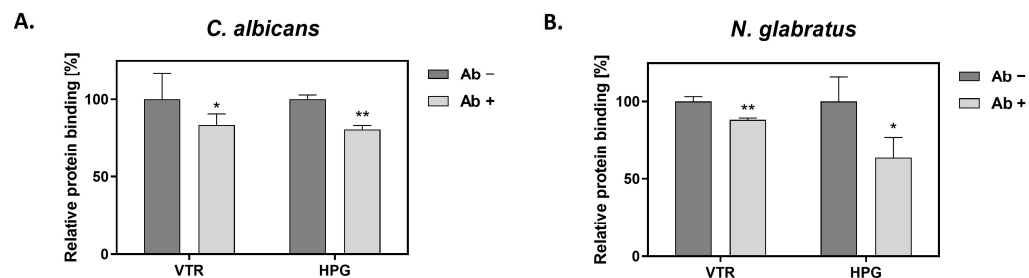 A.
C. albicans
Relative protein binding [%]
100
50
0
*
**
VTR
HPG
Ab −
Ab +
B.
N. glabratus
Relative protein binding [%]
100
50
0
**
*
VTR
HPG
Ab −
Ab +